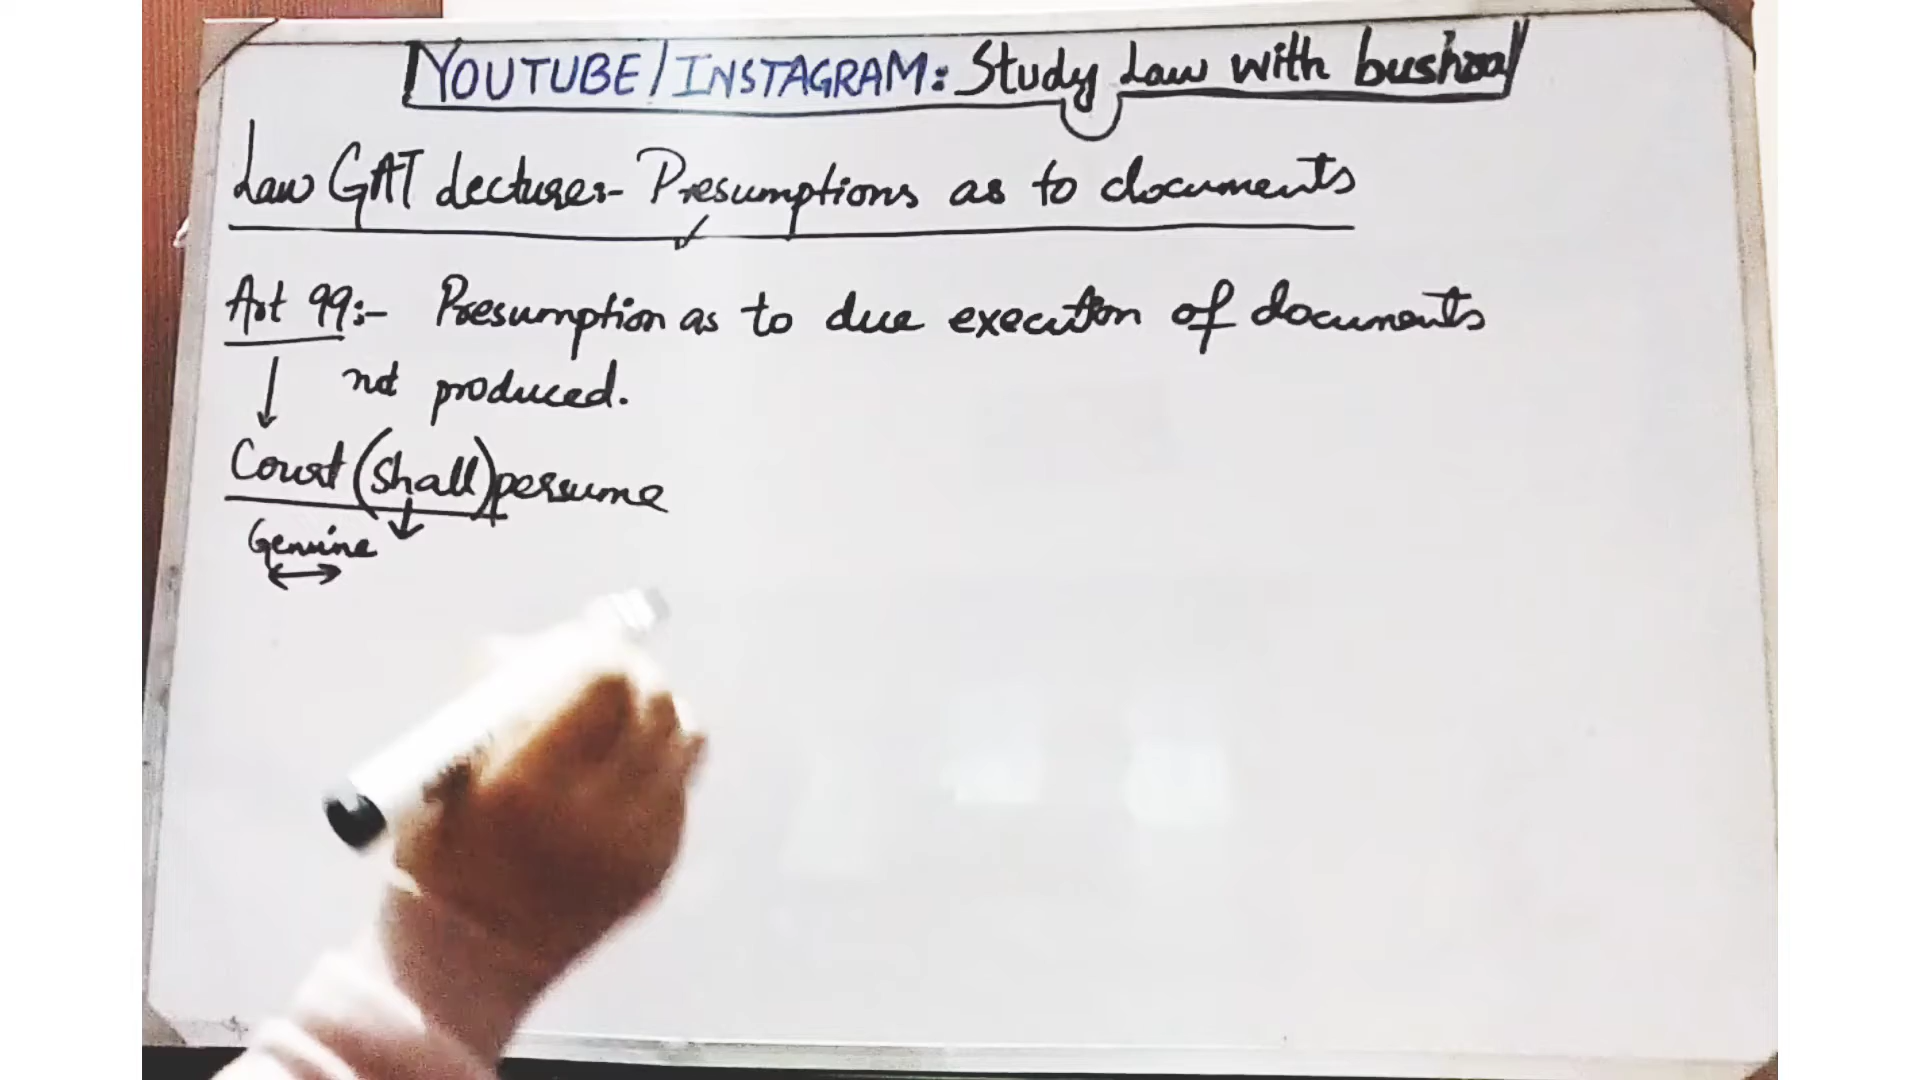 YOUTUBE/INSTAGRAM: Study Law with bushra
Law GAT Lectures:- Presumptions as to documents
Art 99:- Presumption as to due execution of documents
not produced.
Court (Shall) persume
Genuine